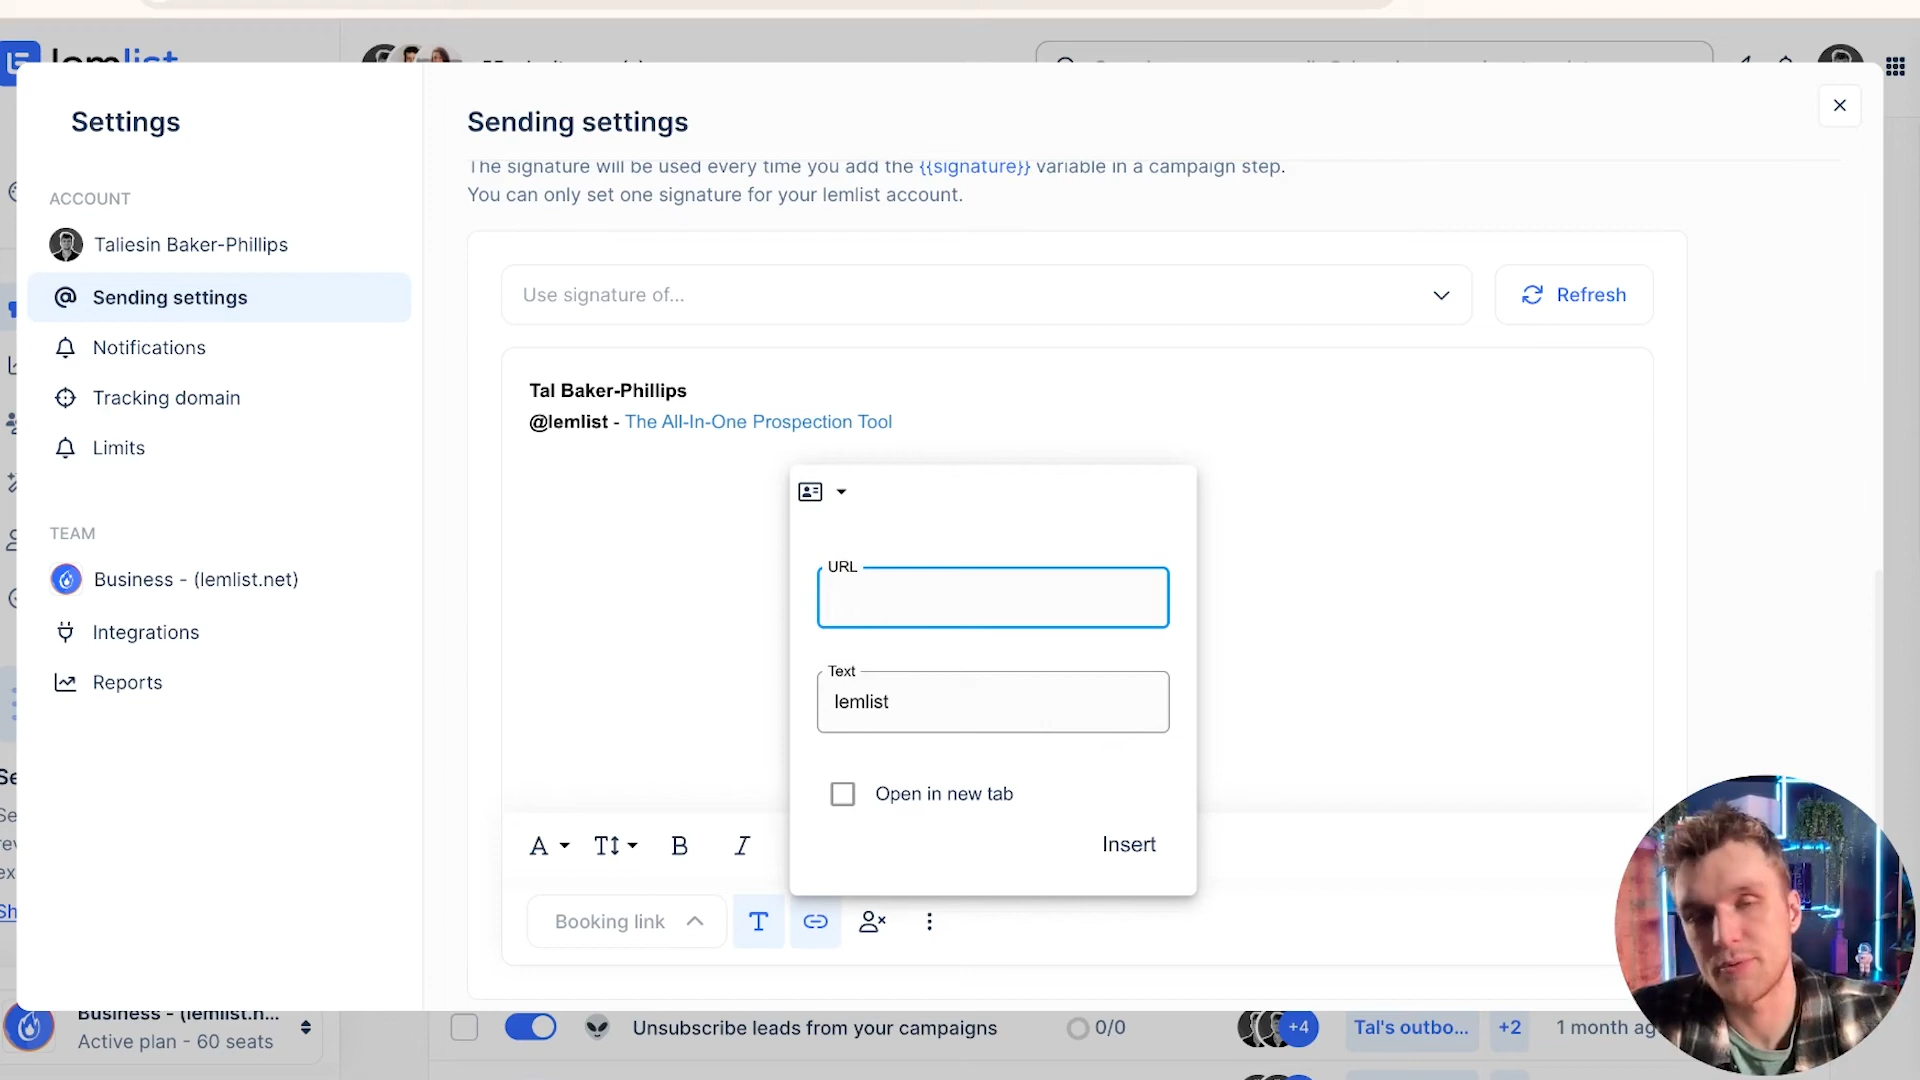 lemlist
Settings
ACCOUNT
Taliesin Baker-Phillips
Sending settings
Notifications
Tracking domain
Limits
TEAM
Business - (lemlist.net)
Integrations
Reports
Sending settings
The signature will be used every time you add the {{signature}} variable in a campaign step.
You can only set one signature for your lemlist account.
Use signature of...
Refresh
Tal Baker-Phillips
@lemlist - The All-In-One Prospection Tool
URL
Text
lemlist
Open in new tab
Insert
A
T
B
I
Booking link
T
Business - (lemlist.n...
Active plan - 60 seats
Unsubscribe leads from your campaigns
0/0
+4
Tal's outbo...
+2
1 month ag